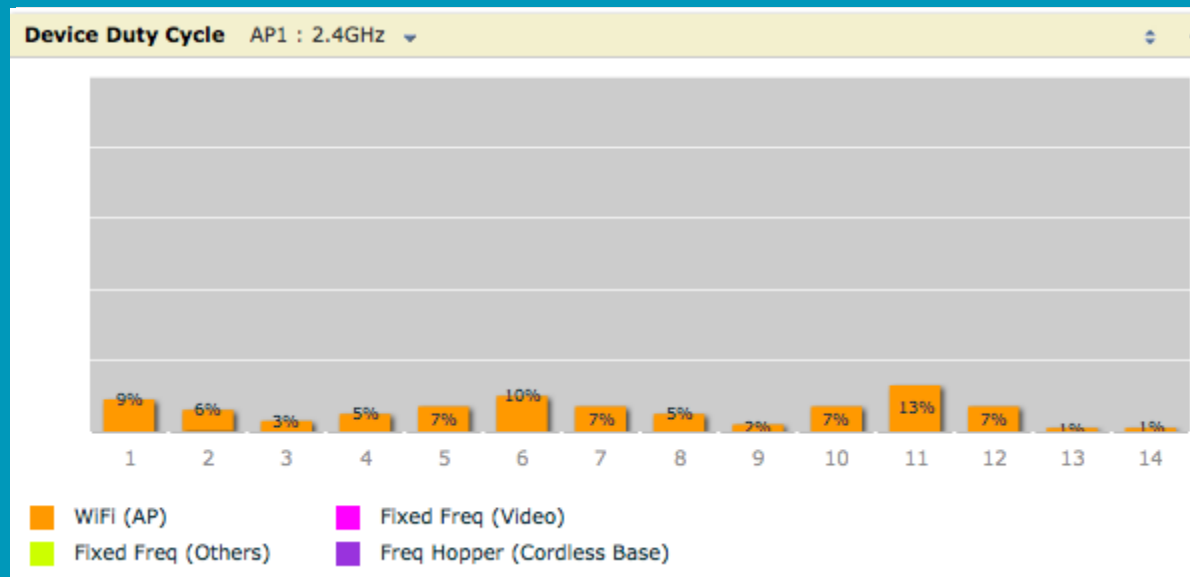 Device Duty Cycle AP1 : 2.4GHz
9% 6% 3% 5% 7% 10% 7% 5% 2% 7% 13% 7% 1% 1%
1 2 3 4 5 6 7 8 9 10 11 12 13 14
WiFi (AP) Fixed Freq (Video)
Fixed Freq (Others) Freq Hopper (Cordless Base)